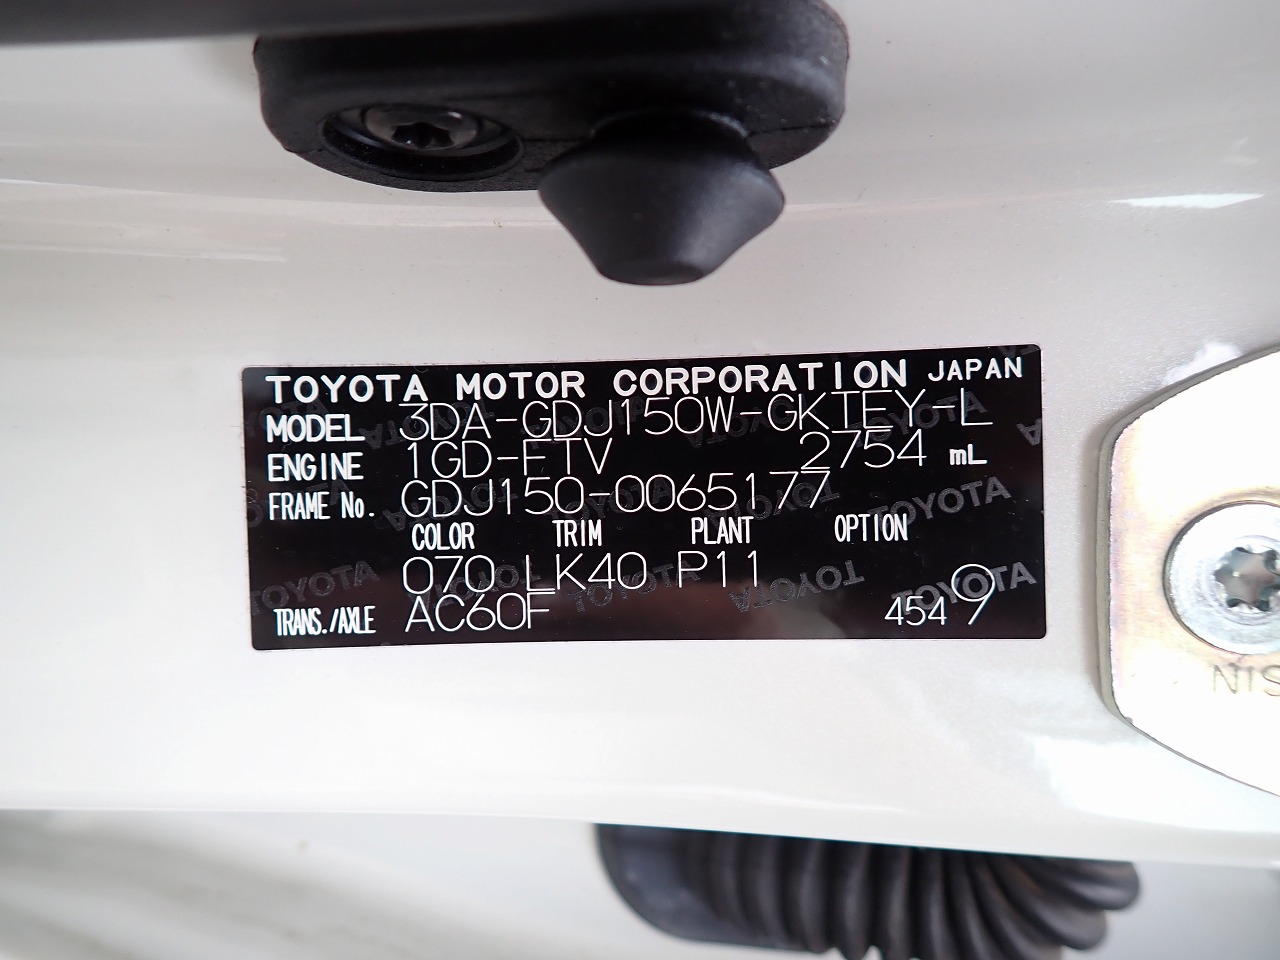 TOYOTA MOTOR CORPORATION JAPAN
MODEL 3DA-GDJ150W-GKTEY-L
ENGINE 1GD-FTV 2754 mL
FRAME No. GDJ150-0065177
COLOR TRIM PLANT OPTION
070 LK40 P11
TRANS./AXLE AC60F 454 9
NIS